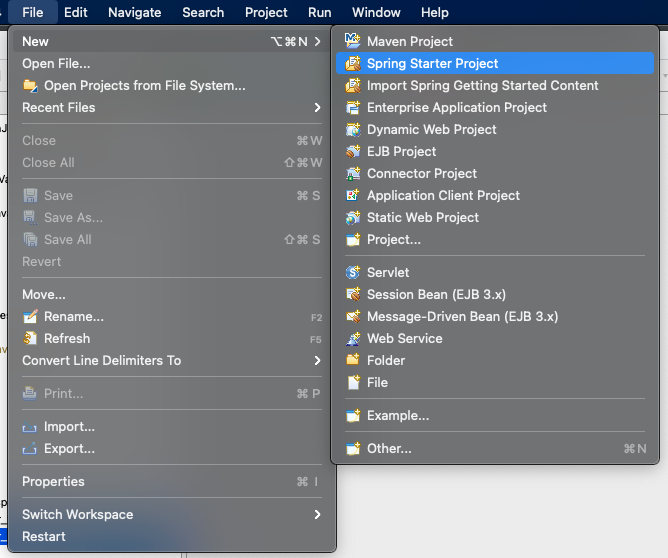 File Edit Navigate Search Project Run Window Help
New ⌥⌘N >
Open File...
Open Projects from File System...
Recent Files >
Close ⌘W
Close All ⇧⌘W
Save ⌘S
Save As...
Save All ⇧⌘S
Revert
Move...
Rename... F2
Refresh F5
Convert Line Delimiters To >
Print... ⌘P
Import...
Export...
Properties ⌘I
Switch Workspace >
Restart
Maven Project
Spring Starter Project
Import Spring Getting Started Content
Enterprise Application Project
Dynamic Web Project
EJB Project
Connector Project
Application Client Project
Static Web Project
Project...
Servlet
Session Bean (EJB 3.x)
Message-Driven Bean (EJB 3.x)
Web Service
Folder
File
Example...
Other... ⌘N